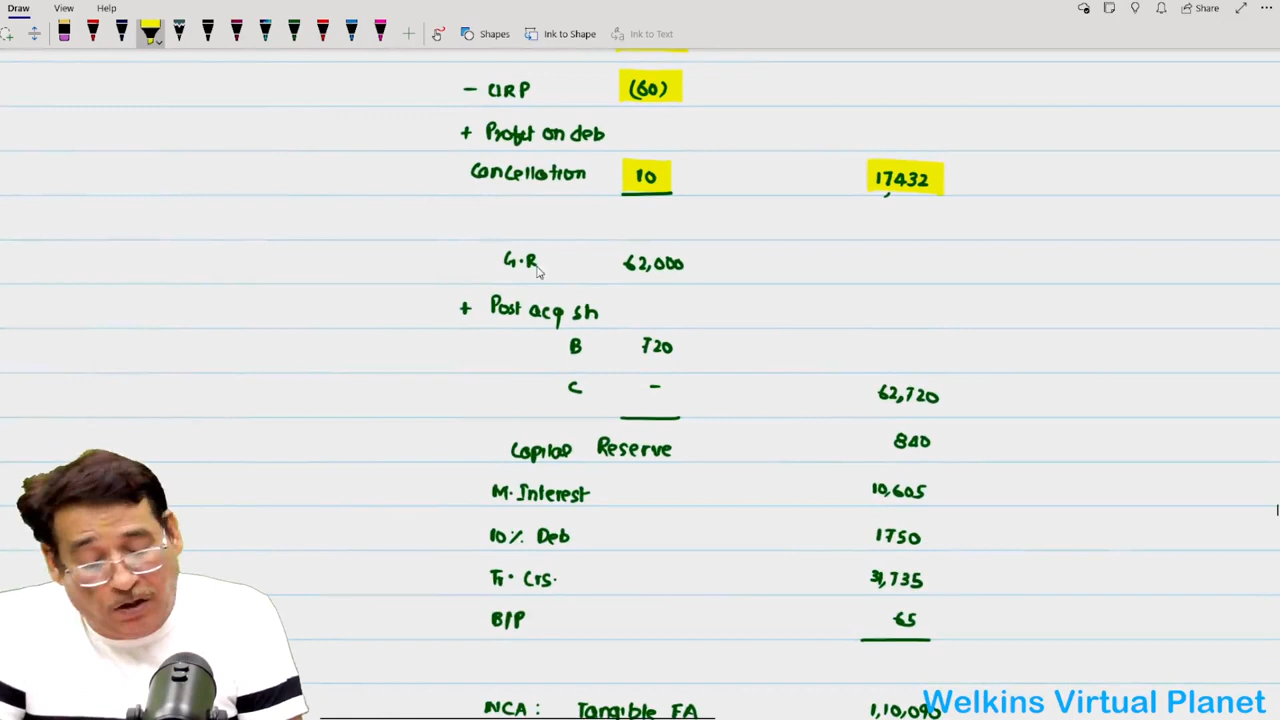 Draw View Help
Share
Shapes Ink to Shape Ink to Text
- URP (60)
+ Profit on deb
Cancellation 10 17432
G.R 62,000
+ Post acq sh
B 720
C - 62,720
Capital Reserve 840
M. Interest 10,605
10% Deb 1750
Tr. Crs. 31,735
B/P 65
NCA: Tangible FA 1,10,090
Welkins Virtual Planet